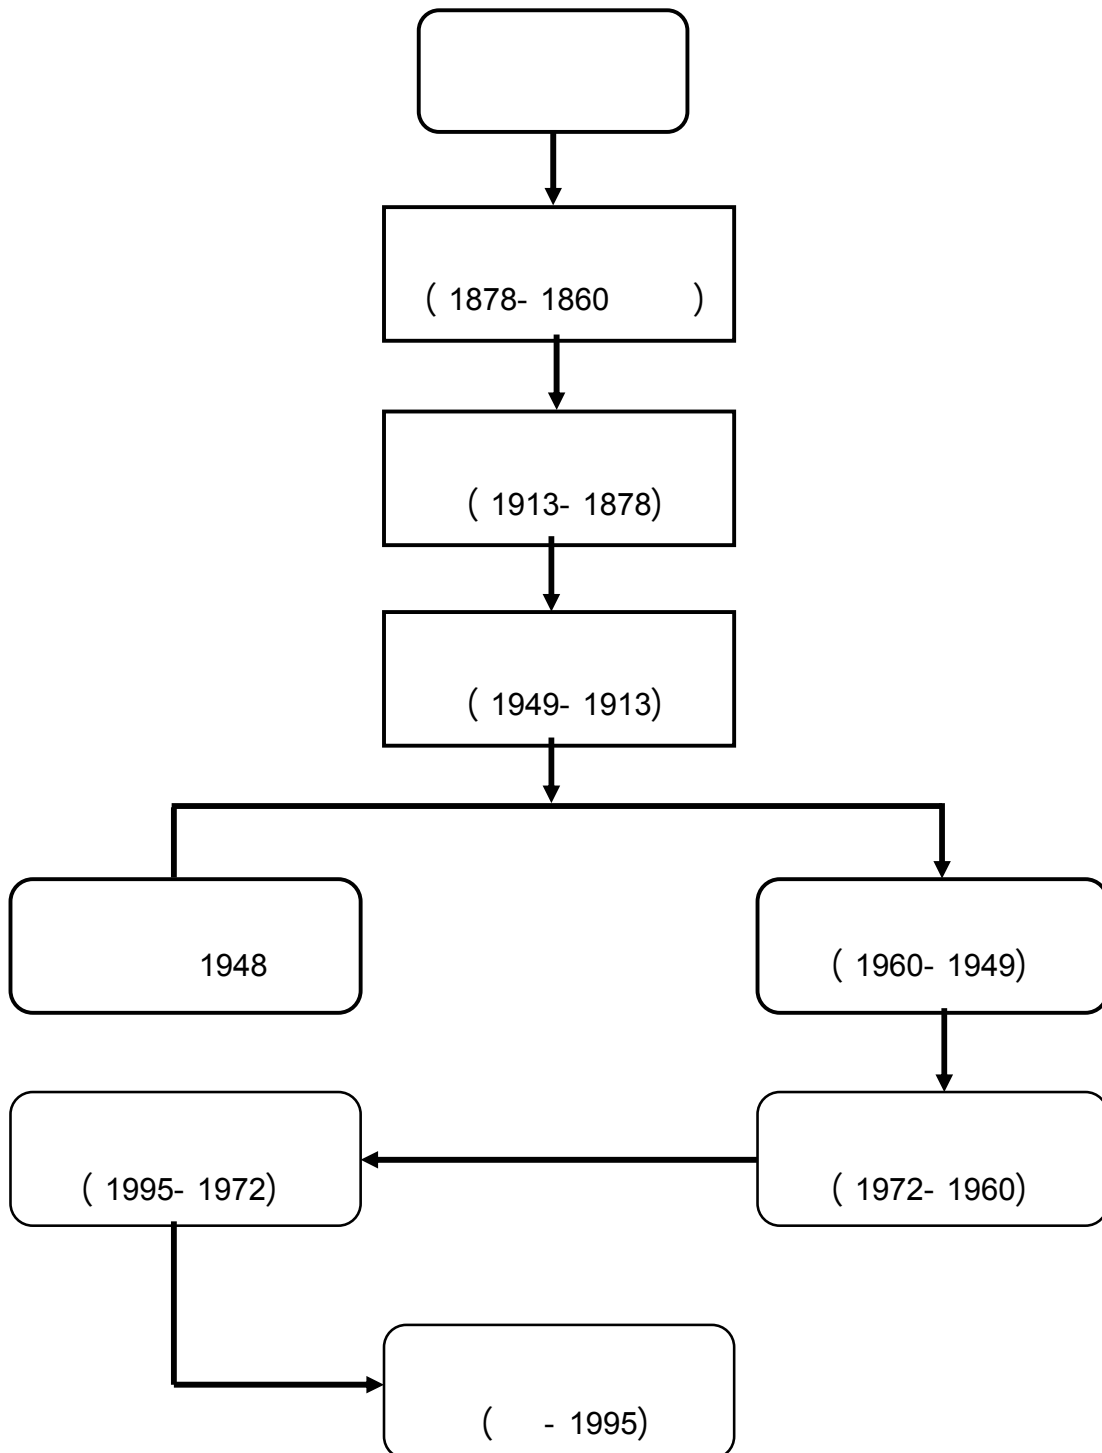 ( 1878- 1860 )
( 1913- 1878)
( 1949- 1913)
1948
( 1960- 1949)
( 1995- 1972)
( 1972- 1960)
( - 1995)